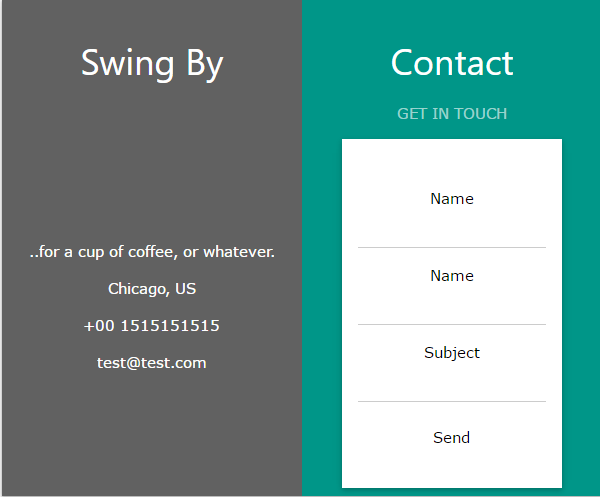 Swing By
..for a cup of coffee, or whatever.
Chicago, US
+00 1515151515
test@test.com
Contact
GET IN TOUCH
Name
Name
Subject
Send